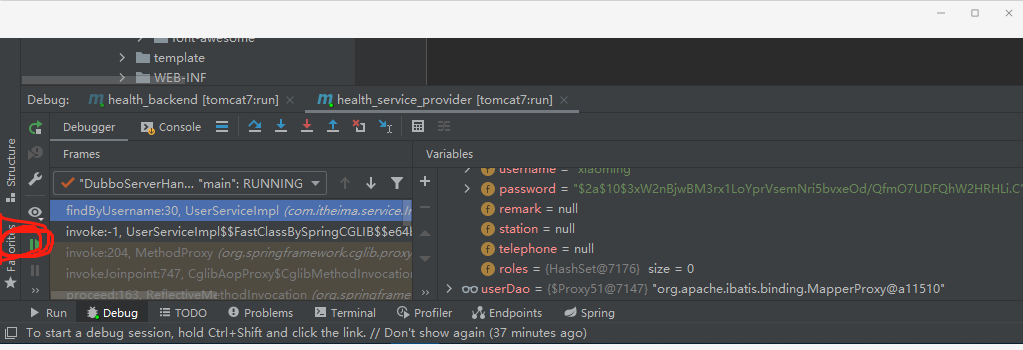 font-awesome
template
WEB-INF
Debug: health_backend [tomcat7:run] health_service_provider [tomcat7:run]
Debugger Console
Structure
Favorites
Frames Variables
"DubboServerHan... "main": RUNNING
findByUsername:30, UserServiceImpl (com.itheima.service.
invoke:-1, UserServiceImpl$$FastClassBySpringCGLIB$$e64
invoke:204, MethodProxy (org.springframework.cglib.proxy
invokeJoinpoint:747, CglibAopProxy$CglibMethodInvocation
proceed:163, ReflectiveMethodInvocation (org.springframe
username = "xiaoming"
password = "$2a$10$3xW2nBjwBM3rx1LoYprVsemNri5bvxeOd/QfmO7UDFQhW2HRHLi.C
remark = null
station = null
telephone = null
roles = {HashSet@7176} size = 0
userDao = {$Proxy51@7147} "org.apache.ibatis.binding.MapperProxy@a11510"
Run Debug TODO Problems Terminal Profiler Endpoints Spring
To start a debug session, hold Ctrl+Shift and click the link. // Don't show again (37 minutes ago)